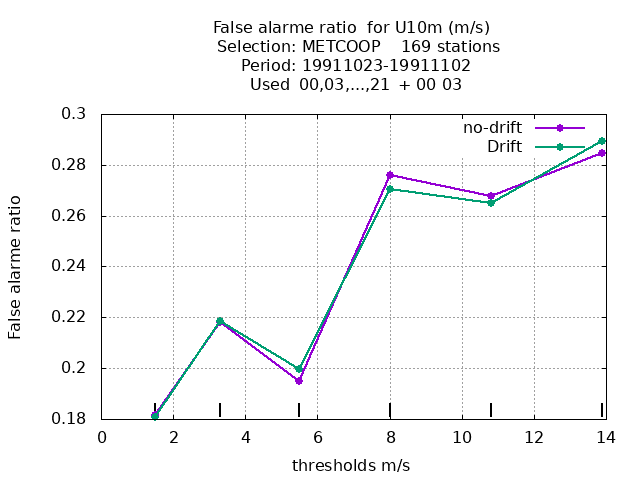 False alarme ratio  for U10m (m/s)
Selection: METCOOP    169 stations
Period: 19911023-19911102
Used  00,03,...,21  + 00 03
0.3
no-drift
Drift
0.28
0.26
0.24
0.22
0.2
0.18
False alarme ratio
0 2 4 6 8 10 12 14
thresholds m/s